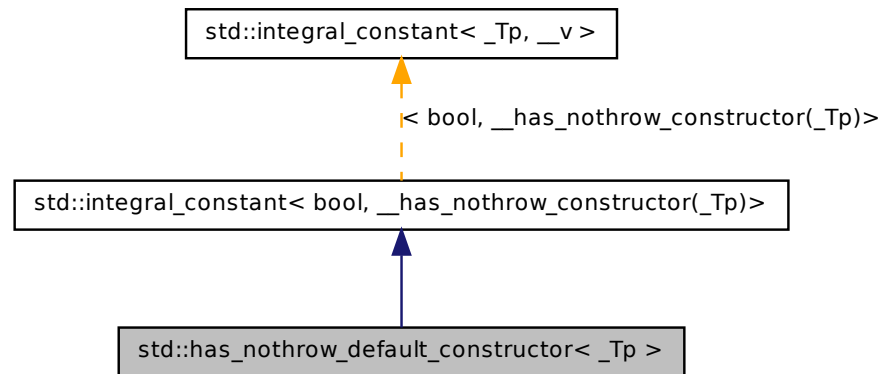 std::integral_constant< _Tp, __v >
< bool, __has_nothrow_constructor(_Tp)>
std::integral_constant< bool, __has_nothrow_constructor(_Tp)>
std::has_nothrow_default_constructor< _Tp >